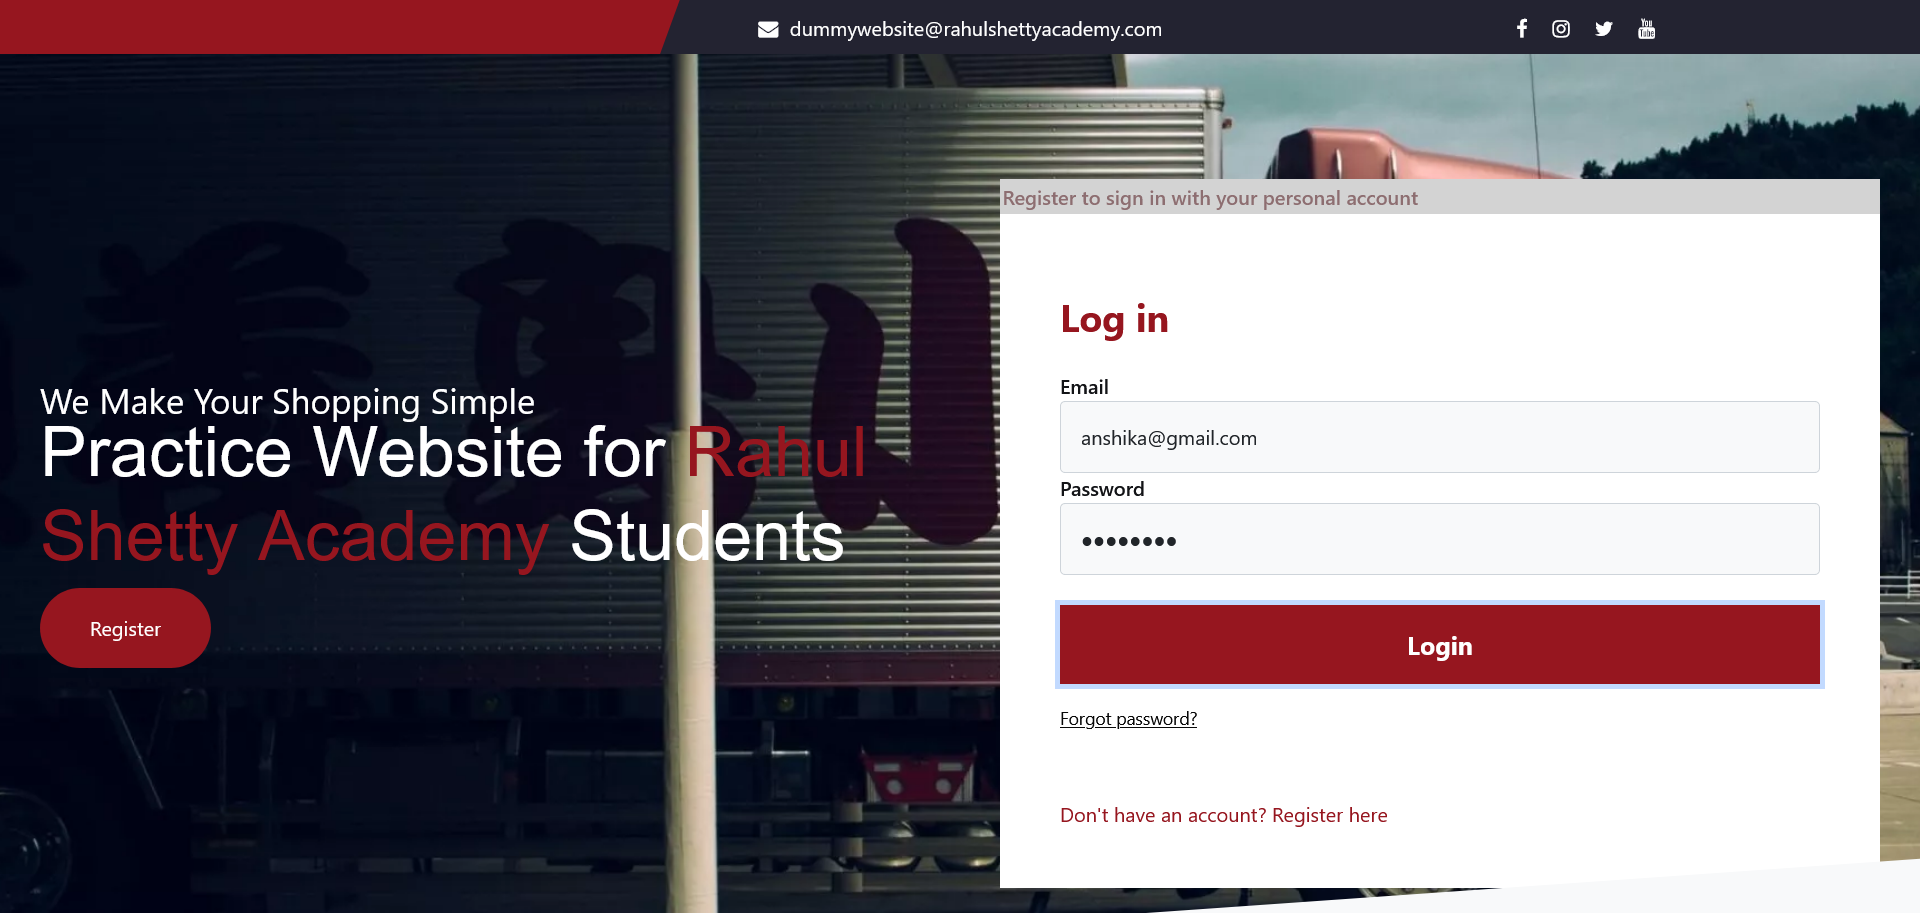 dummywebsite@rahulshettyacademy.com
You
Tube
Register to sign in with your personal account
We Make Your Shopping Simple
Practice Website for Rahul
Shetty Academy Students
Register
Log in
Email
anshika@gmail.com
Password
••••••••
Login
Forgot password?
Don't have an account? Register here